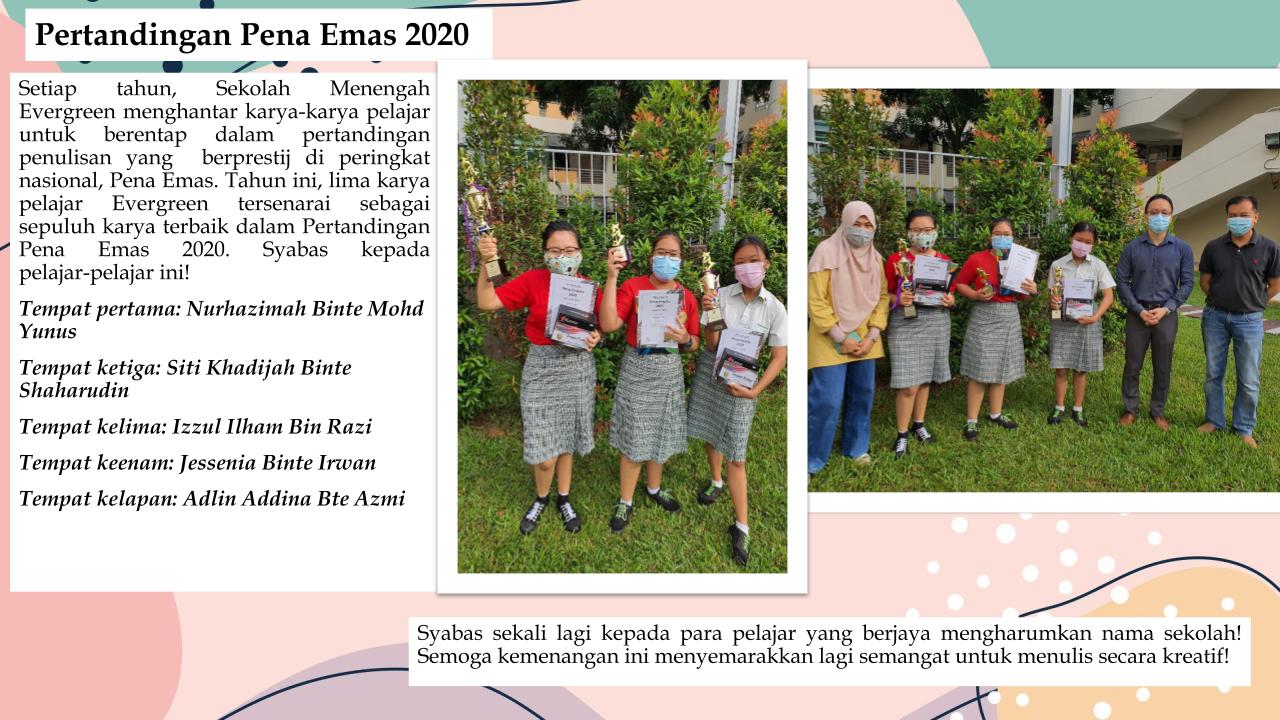 Pertandingan Pena Emas 2020
Setiap tahun, Sekolah Menengah
Evergreen menghantar karya-karya pelajar
untuk berentap dalam pertandingan
penulisan yang berprestij di peringkat
nasional, Pena Emas. Tahun ini, lima karya
pelajar Evergreen tersenarai sebagai
sepuluh karya terbaik dalam Pertandingan
Pena Emas 2020. Syabas kepada
pelajar-pelajar ini!
Tempat pertama: Nurhazimah Binte Mohd
Yunus
Tempat ketiga: Siti Khadijah Binte
Shaharudin
Tempat kelima: Izzul Ilham Bin Razi
Tempat keenam: Jessenia Binte Irwan
Tempat kelapan: Adlin Addina Bte Azmi
Syabas sekali lagi kepada para pelajar yang berjaya mengharumkan nama sekolah!
Semoga kemenangan ini menyemarakkan lagi semangat untuk menulis secara kreatif!